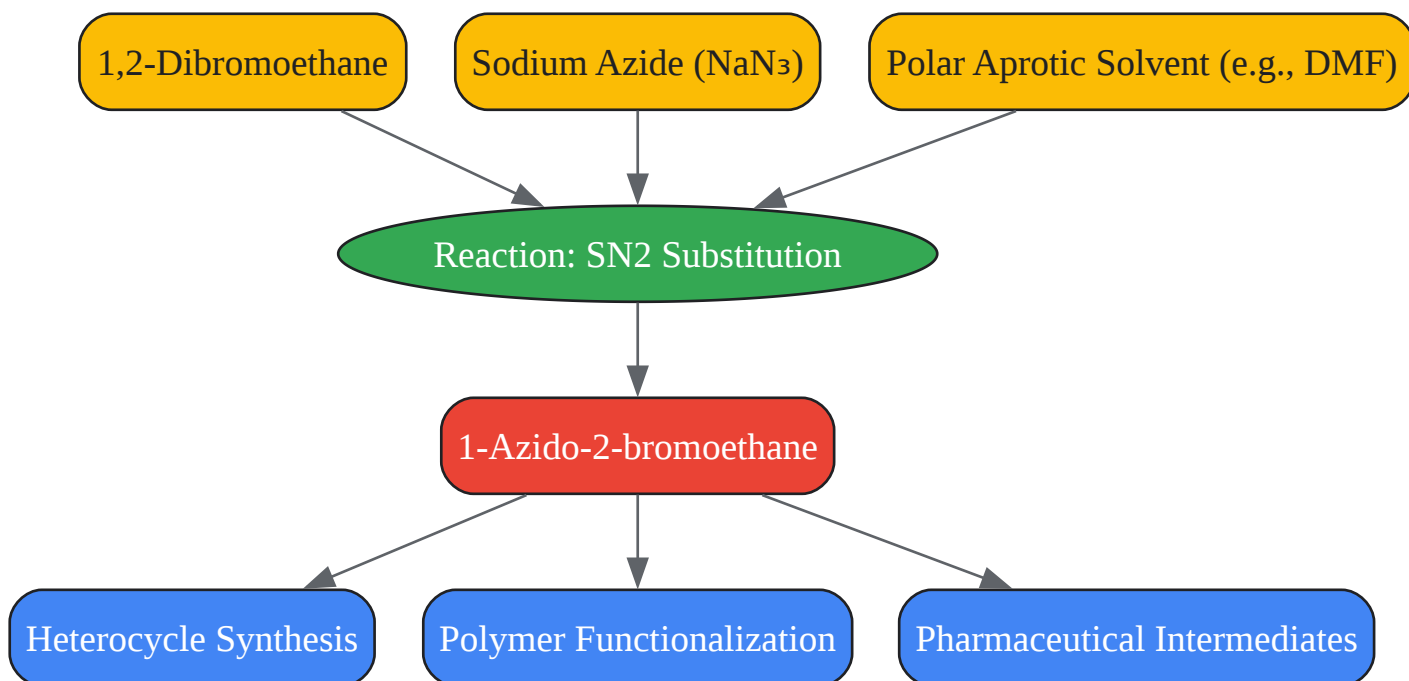 1,2-Dibromoethane
Sodium Azide (NaN₃)
Polar Aprotic Solvent (e.g., DMF)
Reaction: SN2 Substitution
1-Azido-2-bromoethane
Heterocycle Synthesis
Polymer Functionalization
Pharmaceutical Intermediates